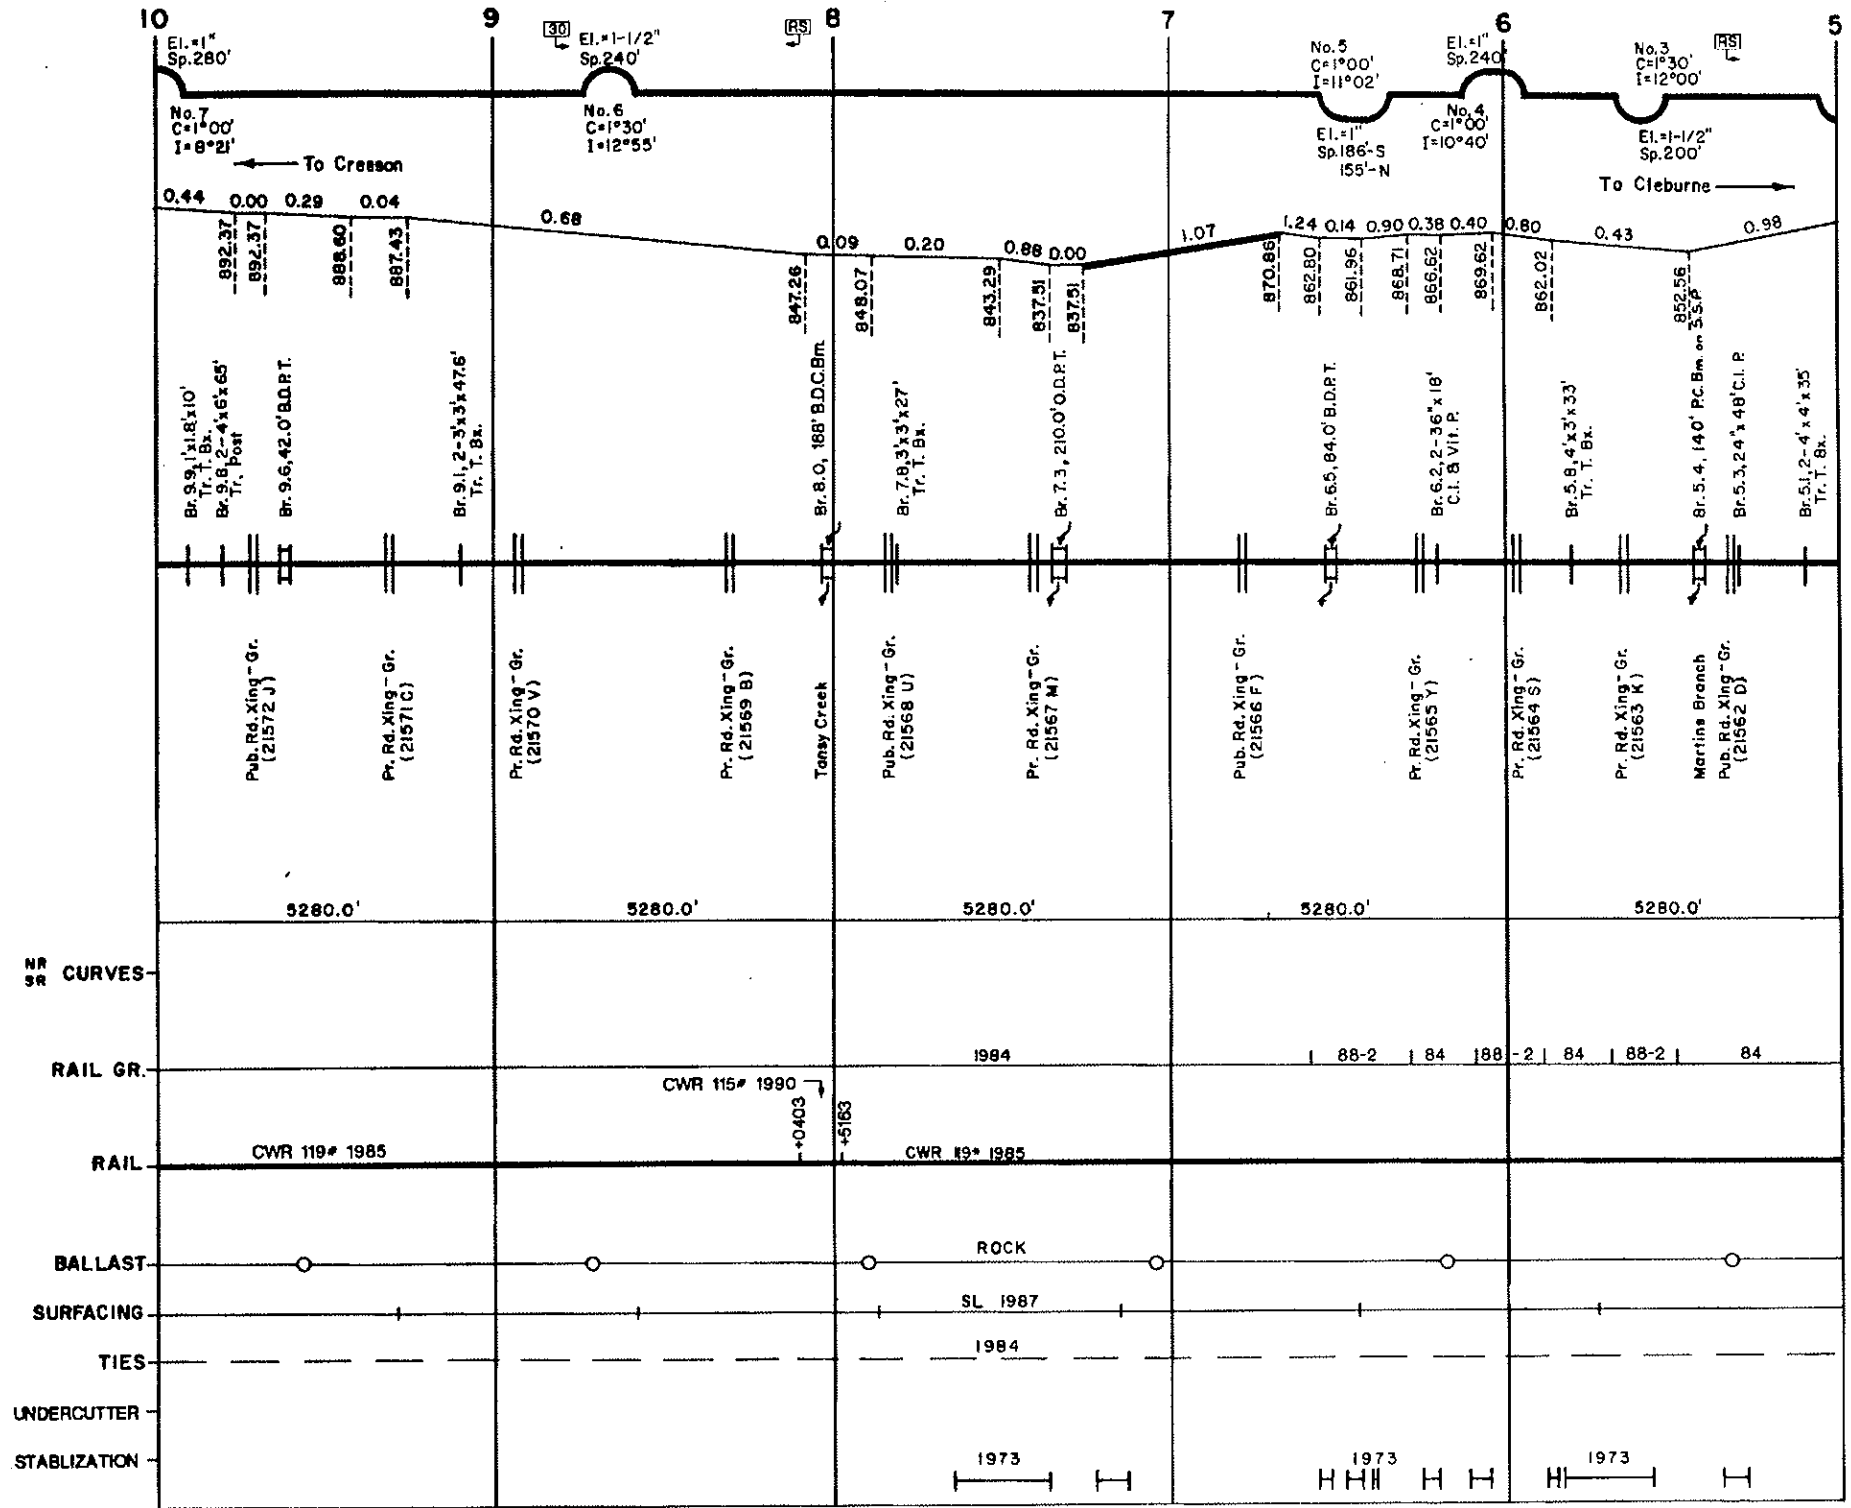 10 9 8 7 6 5
El.=1"
Sp.280'
30
El.=1-1/2"
Sp.240'
RS
No.5
C=1°00'
I=11°02'
El.=1"
Sp.240'
No.3
C=1°30'
I=12°00'
RS
No.7
C=1°00'
I=8°21'
No.6
C=1°30'
I=12°55'
El.=1"
Sp.186'-S
155'-N
No.4
C=1°00'
I=10°40'
El.=1-1/2"
Sp.200'
To Cresson
To Cleburne
0.44 0.00 0.29 0.04 0.68 0.09 0.20 0.88 0.00 1.07 1.24 0.14 0.90 0.38 0.40 0.80 0.43 0.98
892.37
892.37
888.60
887.43
847.26
848.07
843.29
837.51
837.51
870.86
862.80
861.96
868.71
866.62
869.62
862.02
852.56
Br.9.9,1'x1.8'x10'
Tr. T. Bx.
Br.9.8,2-4'x6'x65'
Tr. Post
Br.9.6,42.0'B.D.P.T.
Br.9.1,2-3'x3'x47.6'
Tr. T. Bx.
Br.8.0, 188' B.D.C.Bm.
Br.7.8,3'x3'x27'
Tr. T. Bx.
Br.7.3, 210.0'O.D.P.T.
Br.6.5,84.0'B.D.P.T.
Br.6.2,2-36"x18'
C.I. & Vit. P.
Br.5.8,4'x3'x33'
Tr. T. Bx.
Br.5.4, 140' P.C. Bm. on S.S.P.
Br.5.3,24"x48'C.I. P.
Br.5.1,2-4'x4'x35'
Tr. T. Bx.
Pub. Rd. Xing-Gr.
(21572 J)
Pr. Rd. Xing-Gr.
(21571 C)
Pr. Rd. Xing-Gr.
(21570 V)
Pr. Rd. Xing-Gr.
(21569 B)
Tansy Creek
Pub. Rd. Xing-Gr.
(21568 U)
Pr. Rd. Xing-Gr.
(21567 M)
Pub. Rd. Xing-Gr.
(21566 F)
Pr. Rd. Xing-Gr.
(21565 Y)
Pr. Rd. Xing-Gr.
(21564 S)
Pr. Rd. Xing-Gr.
(21563 K)
Martins Branch
Pub. Rd. Xing-Gr.
(21562 D)
5280.0' 5280.0' 5280.0' 5280.0' 5280.0'
NR
SR CURVES
RAIL GR. 1984 88-2 84 88-2 84 88-2 84
CWR 115# 1990
+0403
+5163
RAIL CWR 119# 1985 CWR 119# 1985
BALLAST ROCK
SURFACING SL 1987
TIES 1984
UNDERCUTTER
STABLIZATION 1973 1973 1973